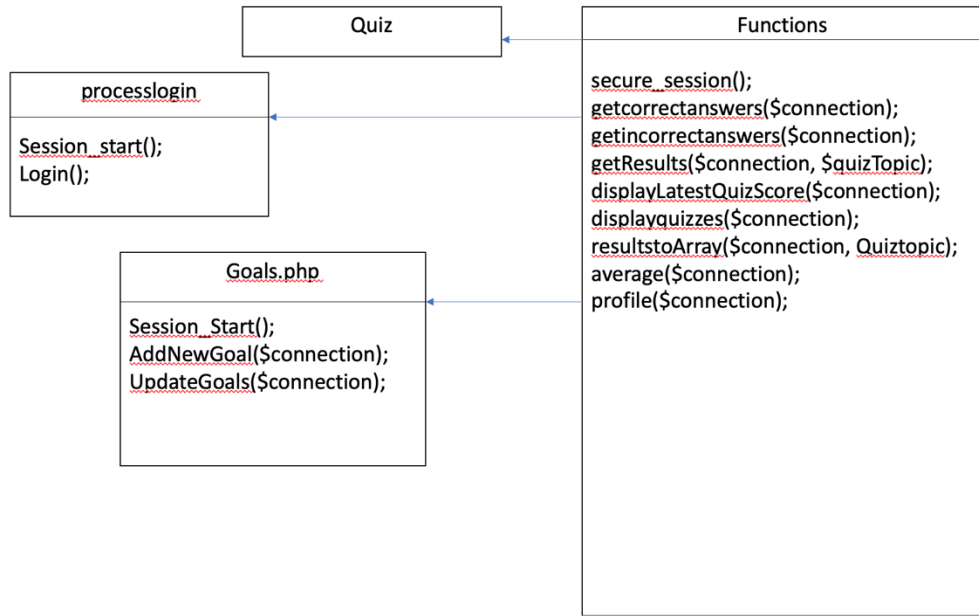 Quiz
Functions
processlogin
Session_start();
Login();
Goals.php
Session_Start();
AddNewGoal($connection);
UpdateGoals($connection);
secure_session();
getcorrectanswers($connection);
getincorrectanswers($connection);
getResults($connection, $quizTopic);
displayLatestQuizScore($connection);
displayquizzes($connection);
resultstoArray($connection, Quiztopic);
average($connection);
profile($connection);